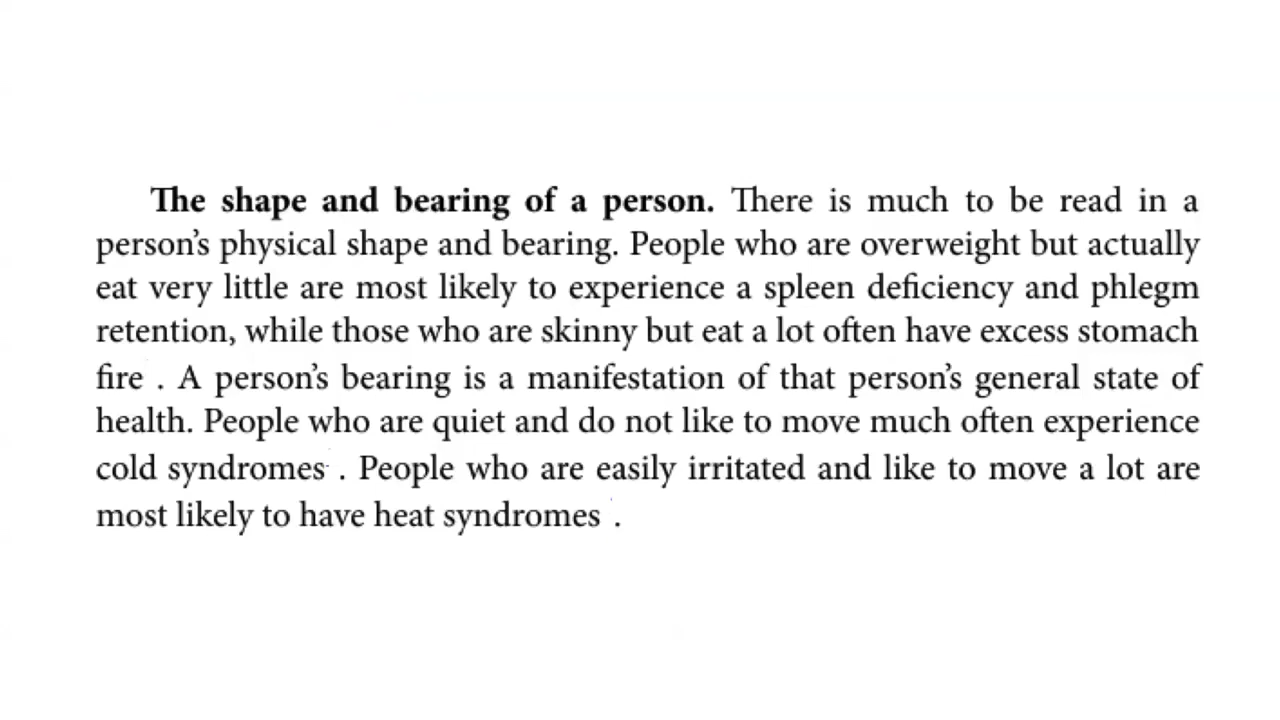 The shape and bearing of a person. There is much to be read in a
person's physical shape and bearing. People who are overweight but actually
eat very little are most likely to experience a spleen deficiency and phlegm
retention, while those who are skinny but eat a lot often have excess stomach
fire . A person's bearing is a manifestation of that person's general state of
health. People who are quiet and do not like to move much often experience
cold syndromes . People who are easily irritated and like to move a lot are
most likely to have heat syndromes .